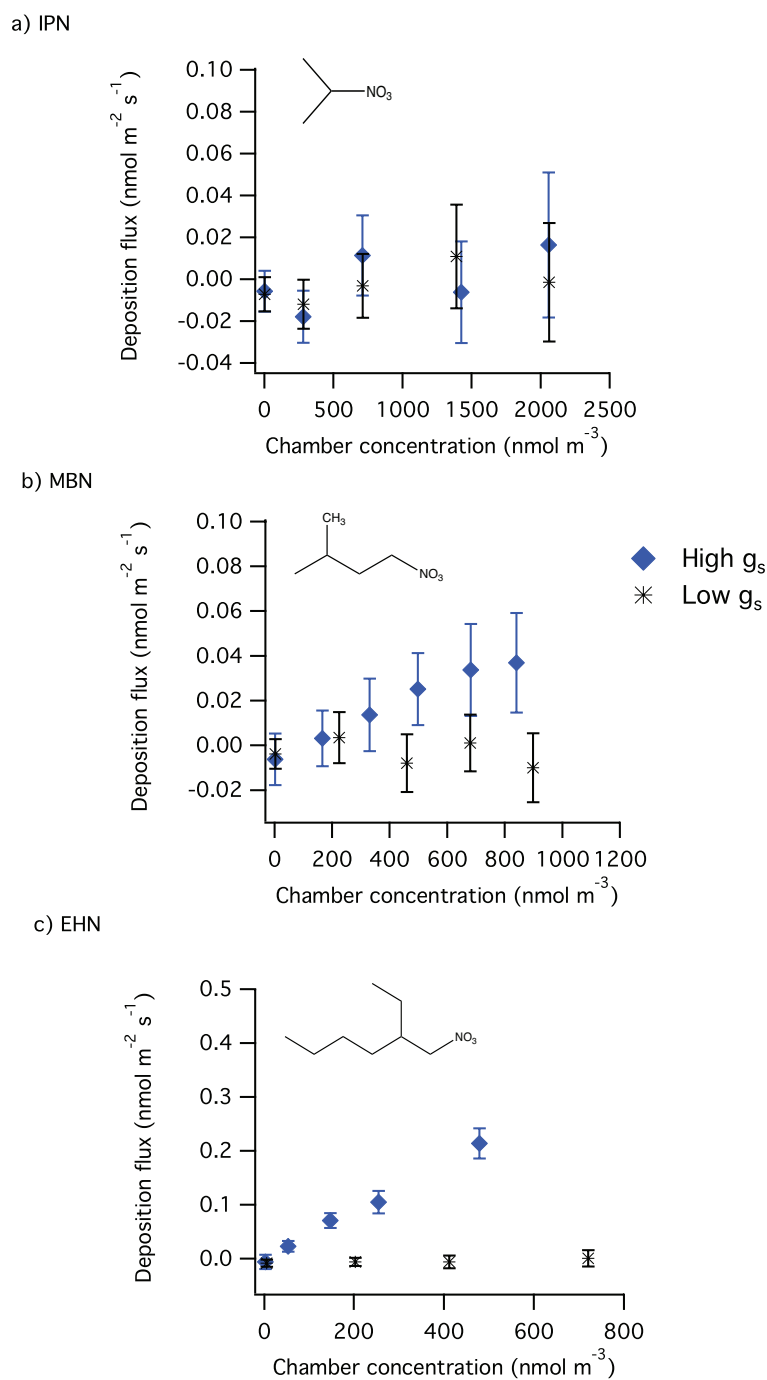 a) IPN
NO₃
Deposition flux (nmol m⁻² s⁻¹)
0.10
0.08
0.06
0.04
0.02
0.00
-0.02
-0.04
0 500 1000 1500 2000 2500
Chamber concentration (nmol m⁻³)
b) MBN
CH₃
NO₃
Deposition flux (nmol m⁻² s⁻¹)
0.10
0.08
0.06
0.04
0.02
0.00
-0.02
0 200 400 600 800 1000 1200
Chamber concentration (nmol m⁻³)
High gₛ
Low gₛ
c) EHN
NO₃
Deposition flux (nmol m⁻² s⁻¹)
0.5
0.4
0.3
0.2
0.1
0.0
0 200 400 600 800
Chamber concentration (nmol m⁻³)